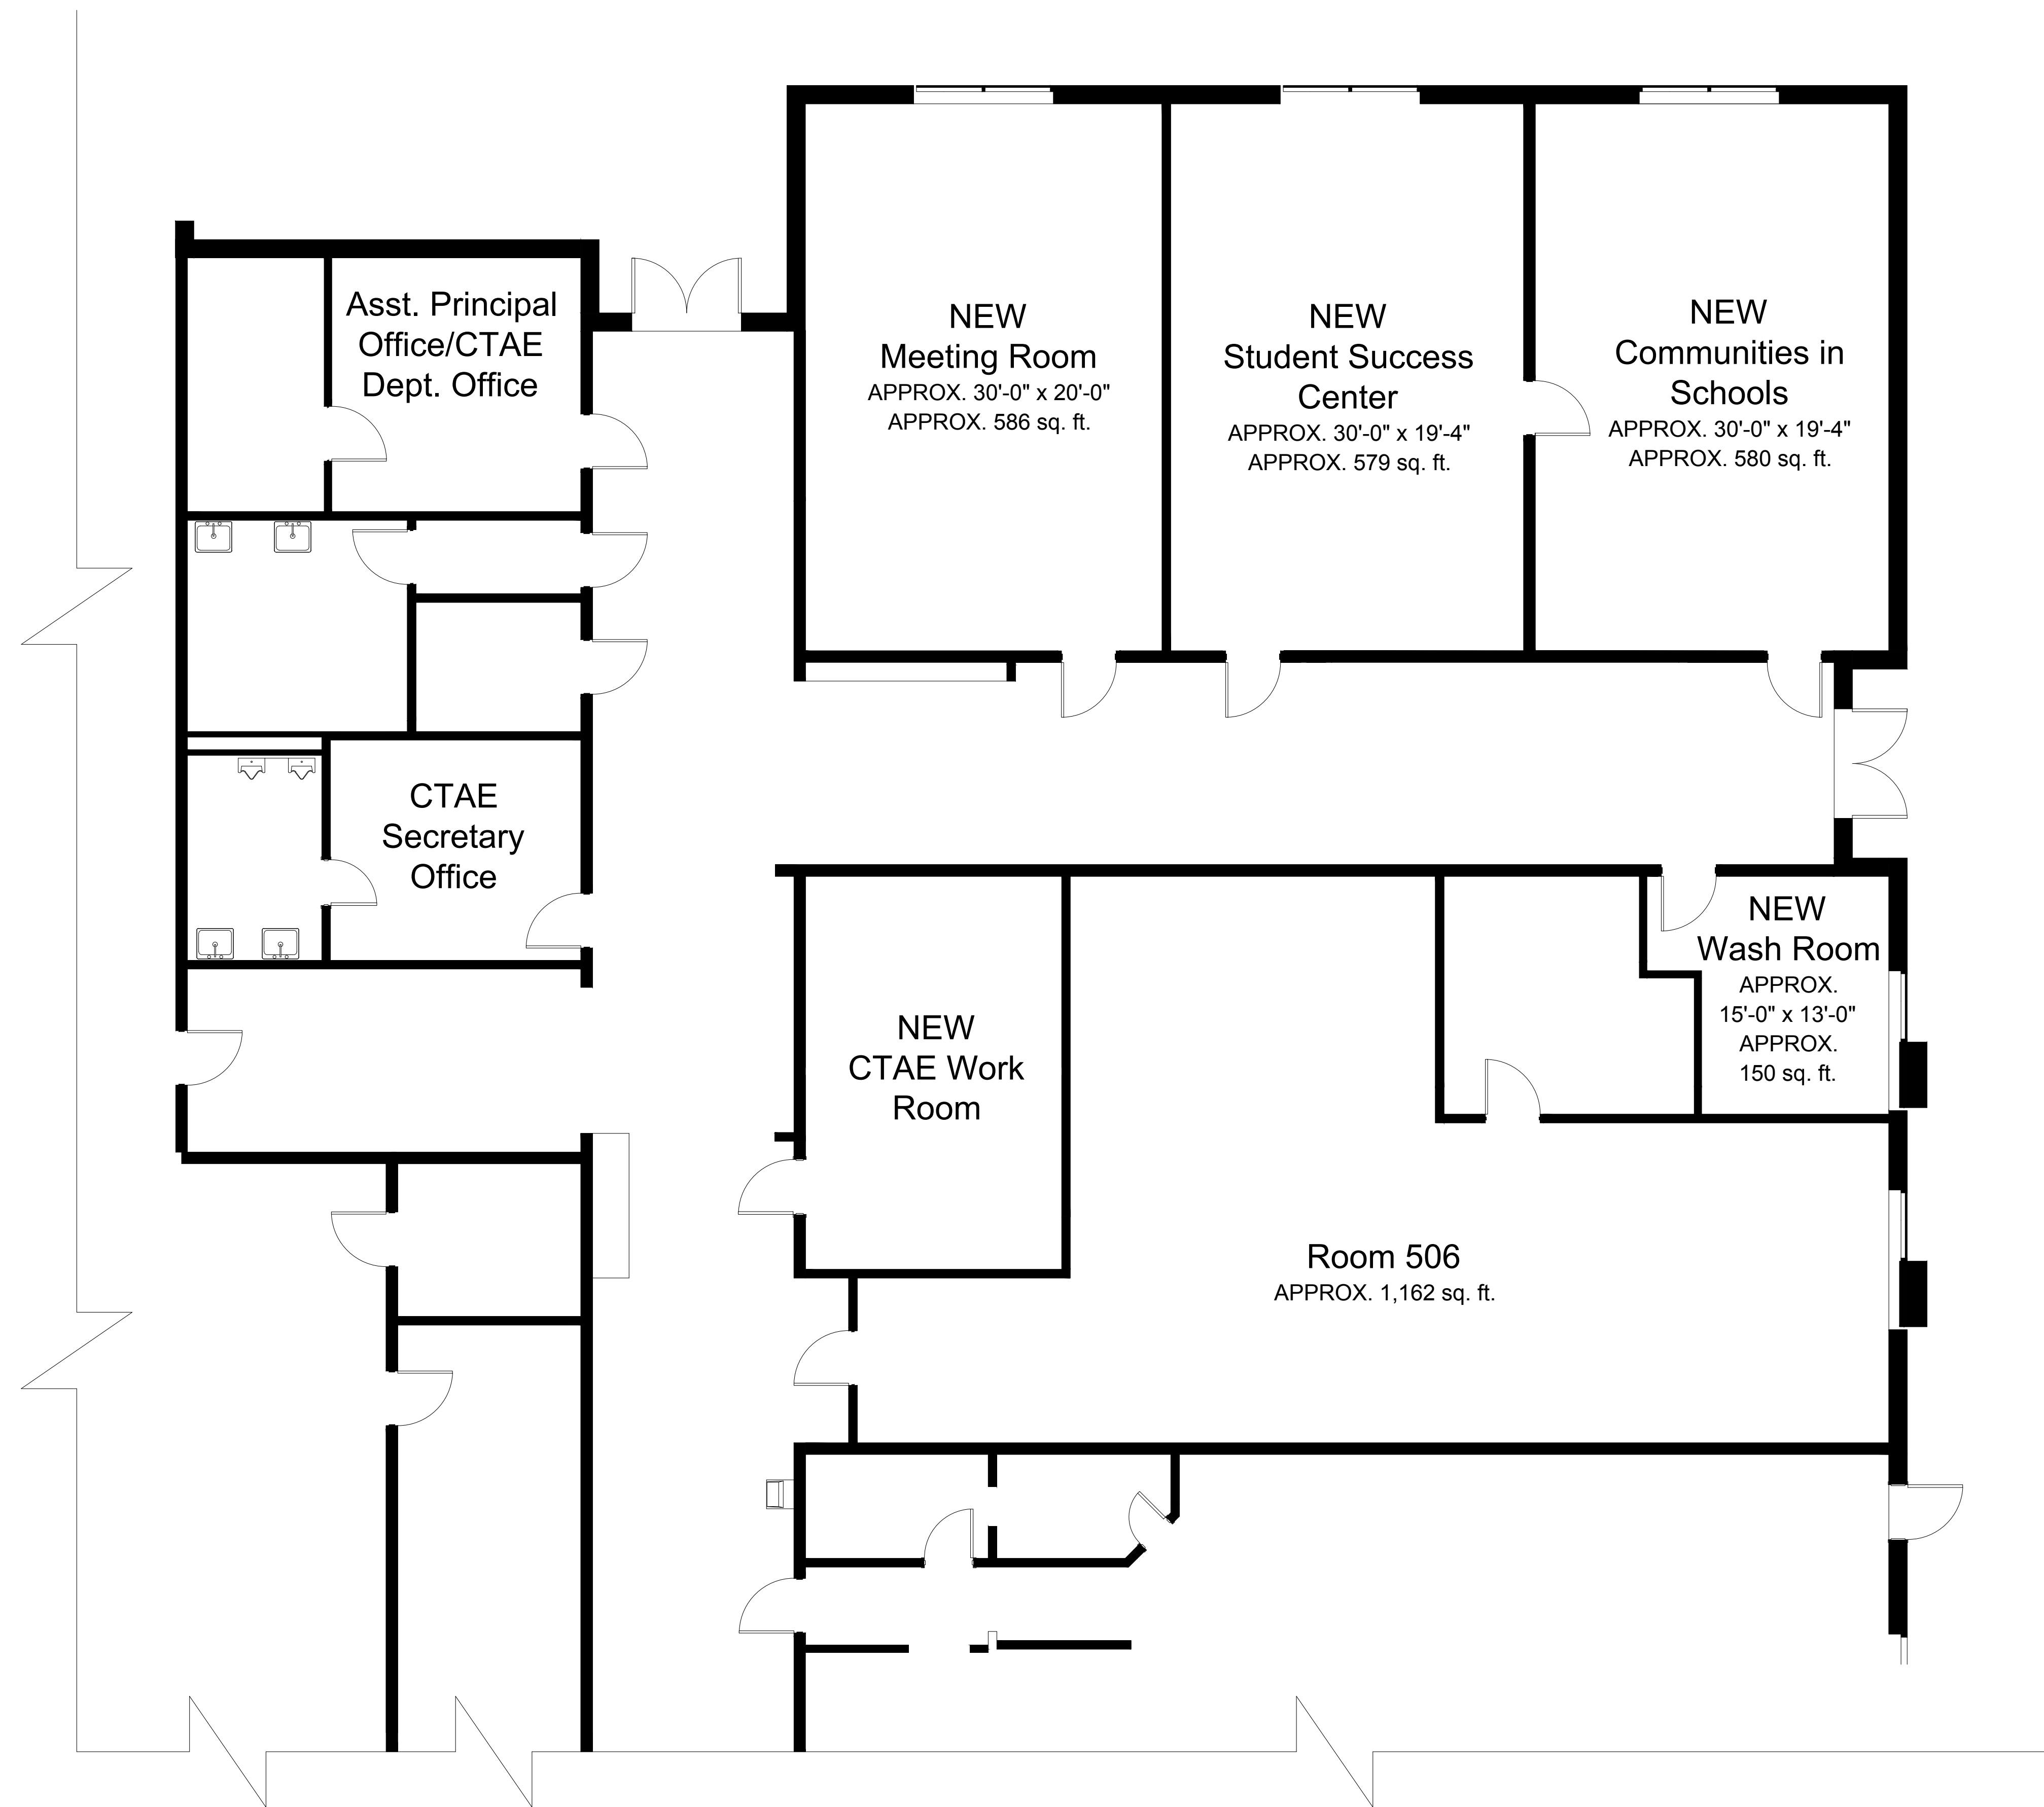 Asst. Principal
Office/CTAE
Dept. Office
NEW
Meeting Room
APPROX. 30'-0" x 20'-0"
APPROX. 586 sq. ft.
NEW
Student Success
Center
APPROX. 30'-0" x 19'-4"
APPROX. 579 sq. ft.
NEW
Communities in
Schools
APPROX. 30'-0" x 19'-4"
APPROX. 580 sq. ft.
CTAE
Secretary
Office
NEW
CTAE Work
Room
NEW
Wash Room
APPROX.
15'-0" x 13'-0"
APPROX.
150 sq. ft.
Room 506
APPROX. 1,162 sq. ft.